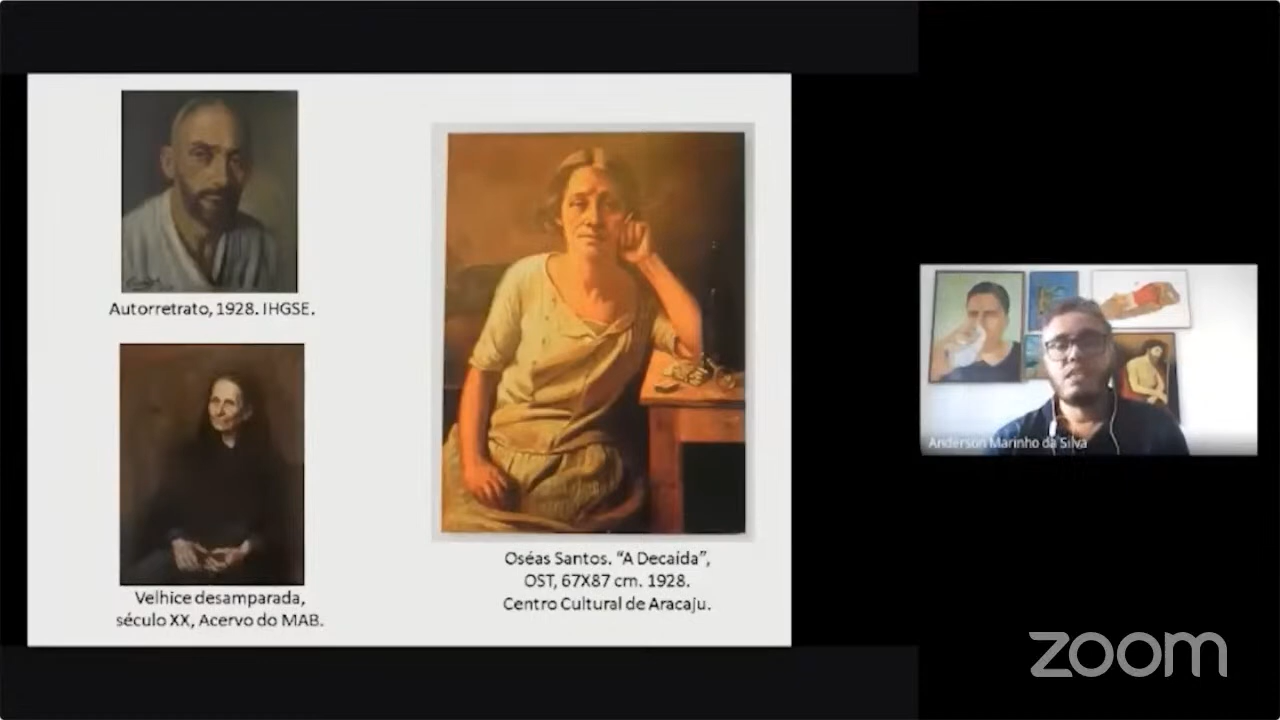 Autorretrato, 1928. IHGSE.
Velhice desamparada,
século XX, Acervo do MAB.
Oséas Santos. “A Decaída”,
OST, 67X87 cm. 1928.
Centro Cultural de Aracaju.
Anderson Marinho da Silva
zoom